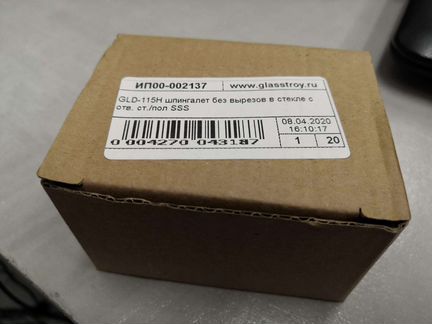 ИП00-002137 www.glasstroy.ru
GLD-115H шпингалет без вырезов в стекле с
отв. ст./пол SSS
08.04.2020
16:10:17
0 004270 043187 1 20